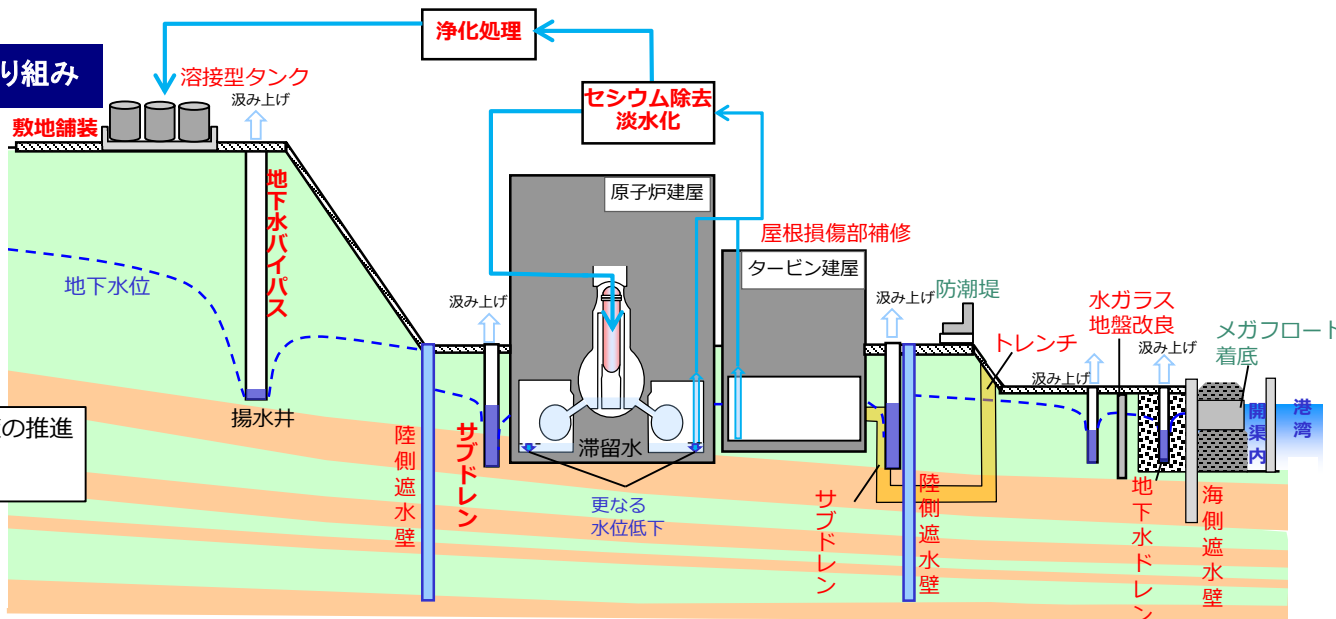 り組み
浄化処理
溶接型タンク
汲み上げ
敷地舗装
セシウム除去
淡水化
地下水バイパス
原子炉建屋
屋根損傷部補修
タービン建屋
地下水位
汲み上げ
汲み上げ
防潮堤
水ガラス
地盤改良
汲み上げ
トレンチ
汲み上げ
メガフロート
着底
開渠内
港湾
揚水井
の推進
陸側遮水壁
サブドレン
滞留水
更なる
水位低下
サブドレン
陸側遮水壁
地下水ドレン
海側遮水壁